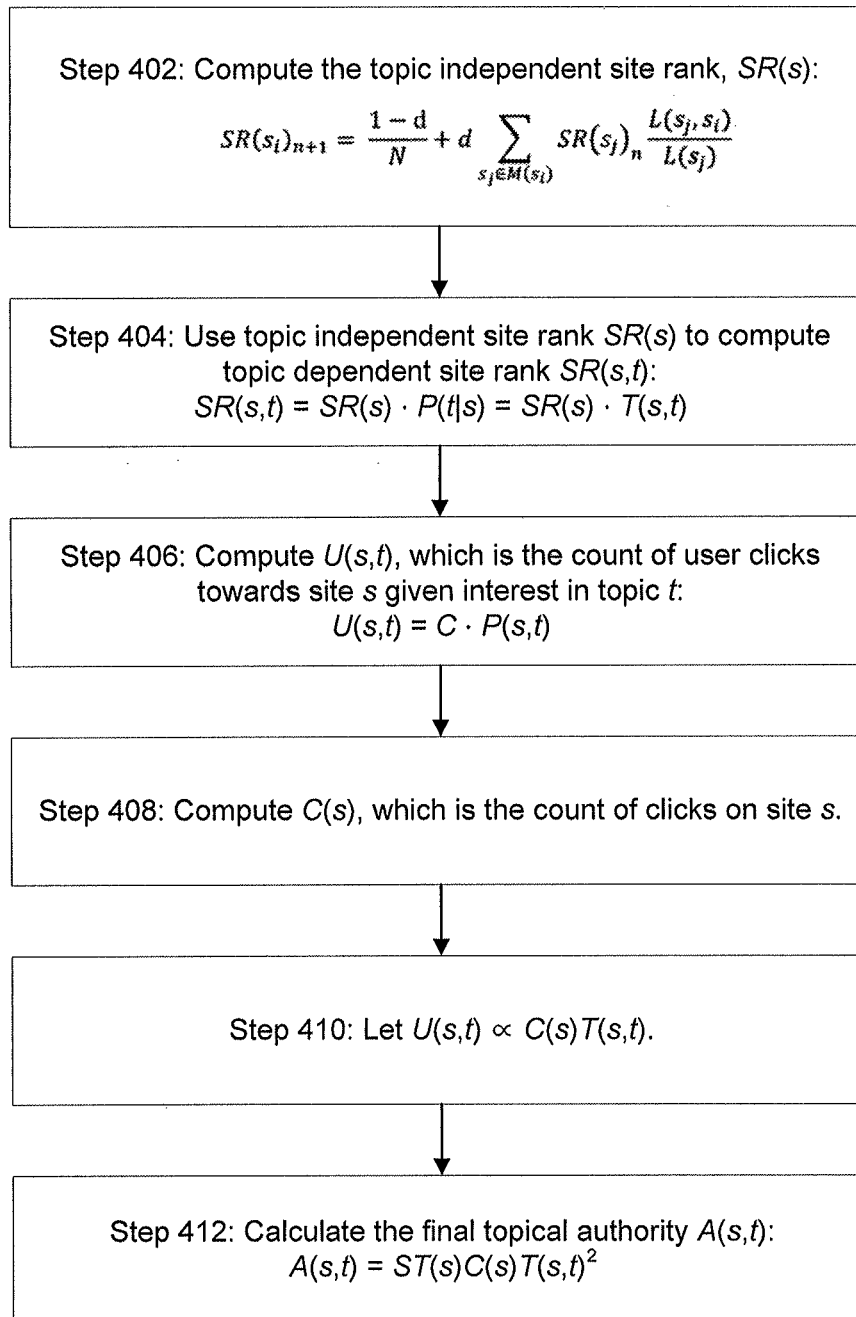 Step 402: Compute the topic independent site rank, SR(s):
SR(s_i)_{n+1} = \frac{1 - d}{N} + d \sum_{s_j ∈ M(s_i)} SR(s_j)_n \frac{L(s_j, s_i)}{L(s_j)}
Step 404: Use topic independent site rank SR(s) to compute
topic dependent site rank SR(s,t):
SR(s,t) = SR(s) · P(t|s) = SR(s) · T(s,t)
Step 406: Compute U(s,t), which is the count of user clicks
towards site s given interest in topic t:
U(s,t) = C · P(s,t)
Step 408: Compute C(s), which is the count of clicks on site s.
Step 410: Let U(s,t) ∝ C(s)T(s,t).
Step 412: Calculate the final topical authority A(s,t):
A(s,t) = ST(s)C(s)T(s,t)²